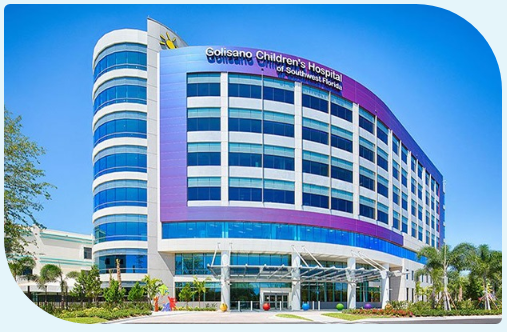 Golisano Children's Hospital
of Southwest Florida